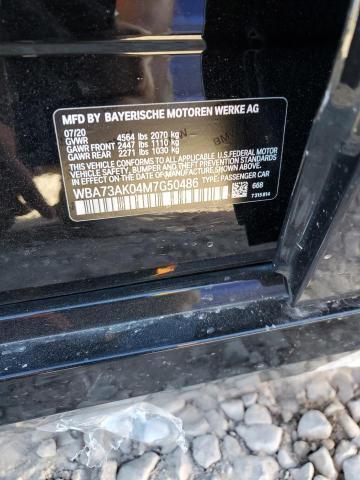 MFD BY BAYERISCHE MOTOREN WERKE AG
07/20
GVWR 4564 lbs 2070 kg
GAWR FRONT 2447 lbs 1110 kg
GAWR REAR 2271 lbs 1030 kg
THIS VEHICLE CONFORMS TO ALL APPLICABLE U.S. FEDERAL MOTOR
VEHICLE SAFETY, BUMPER, AND THEFT PREVENTION STANDARDS
IN EFFECT ON THE DATE OF MANUFACTURE SHOWN ABOVE.
WBA73AK04M7G50486 TYPE: PASSENGER CAR
668
7315814